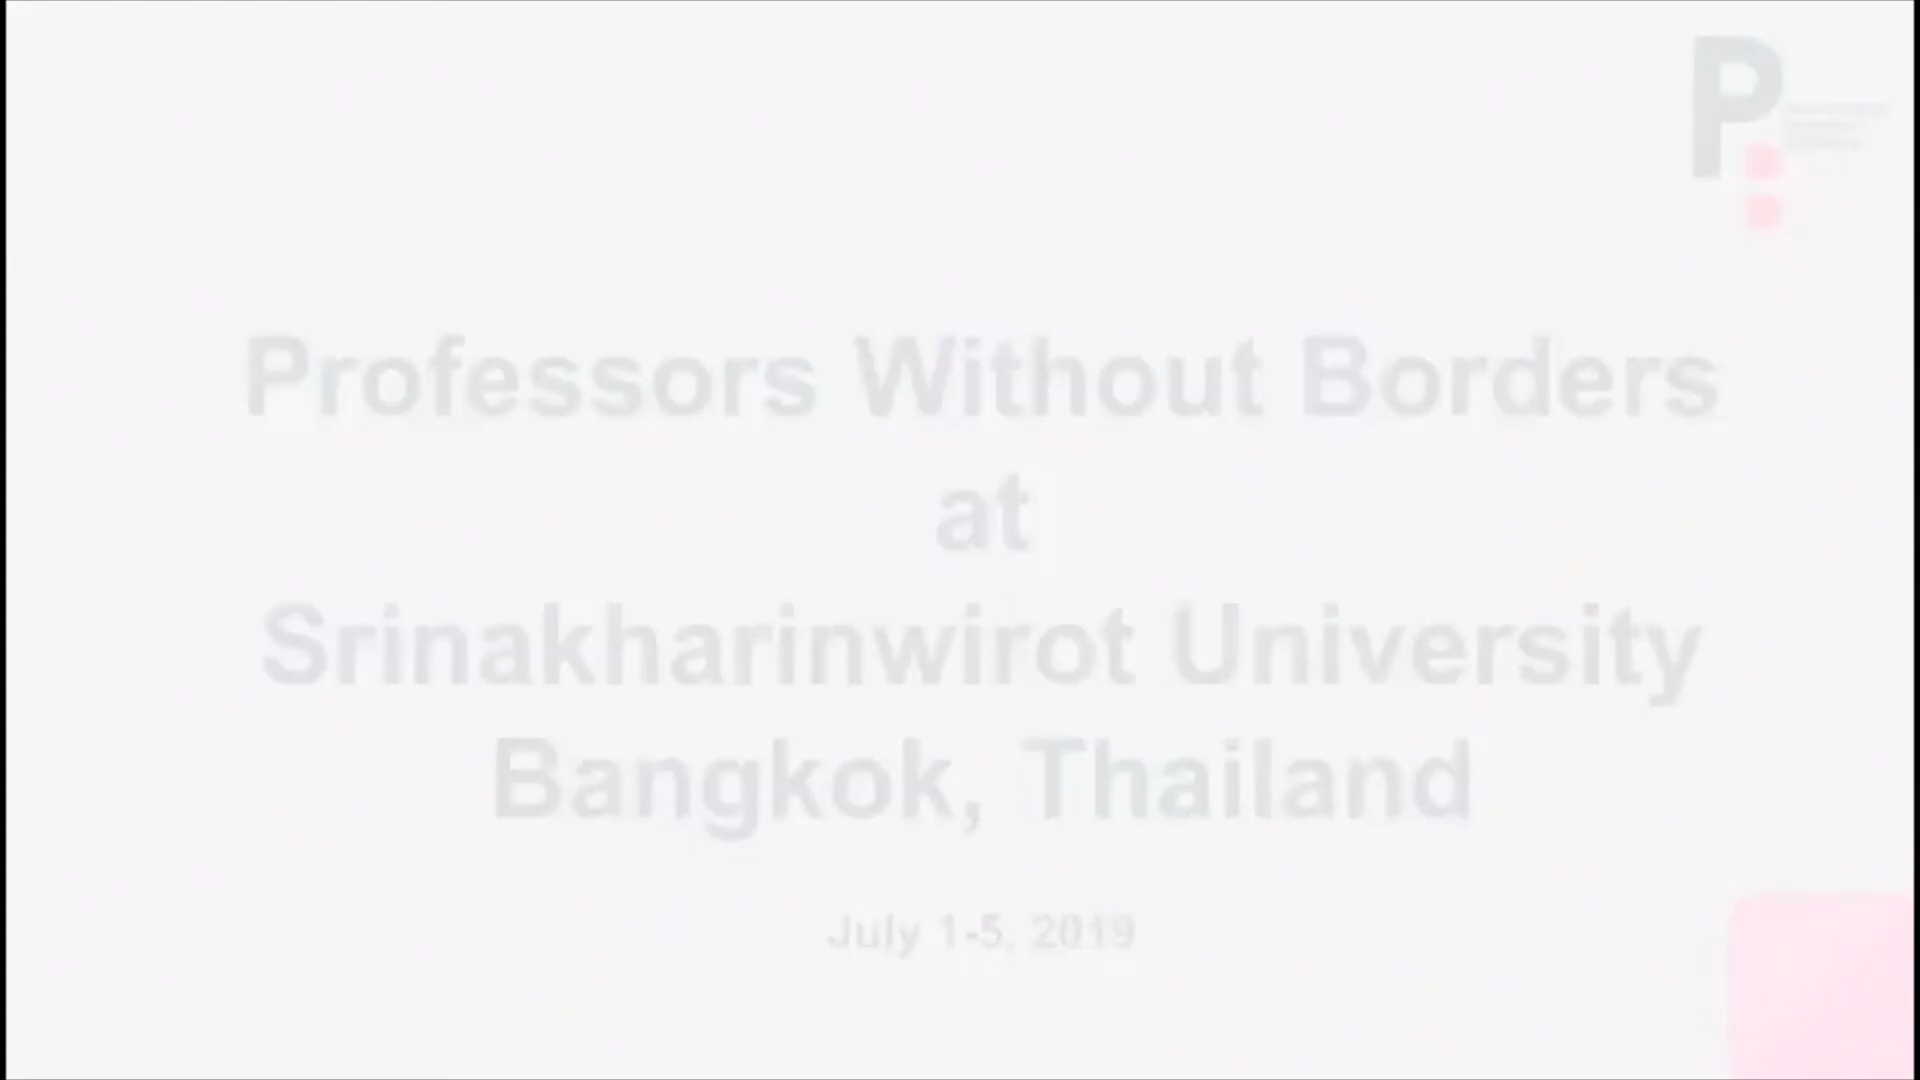 P
Professors Without Borders
at
Srinakharinwirot University
Bangkok, Thailand
July 1-5, 2019